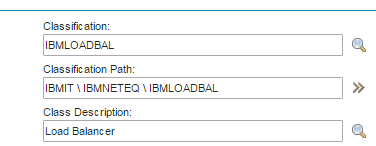 Classification:
IBMLOADBAL
Classification Path:
IBMIT \ IBMNETEQ \ IBMLOADBAL
Class Description:
Load Balancer